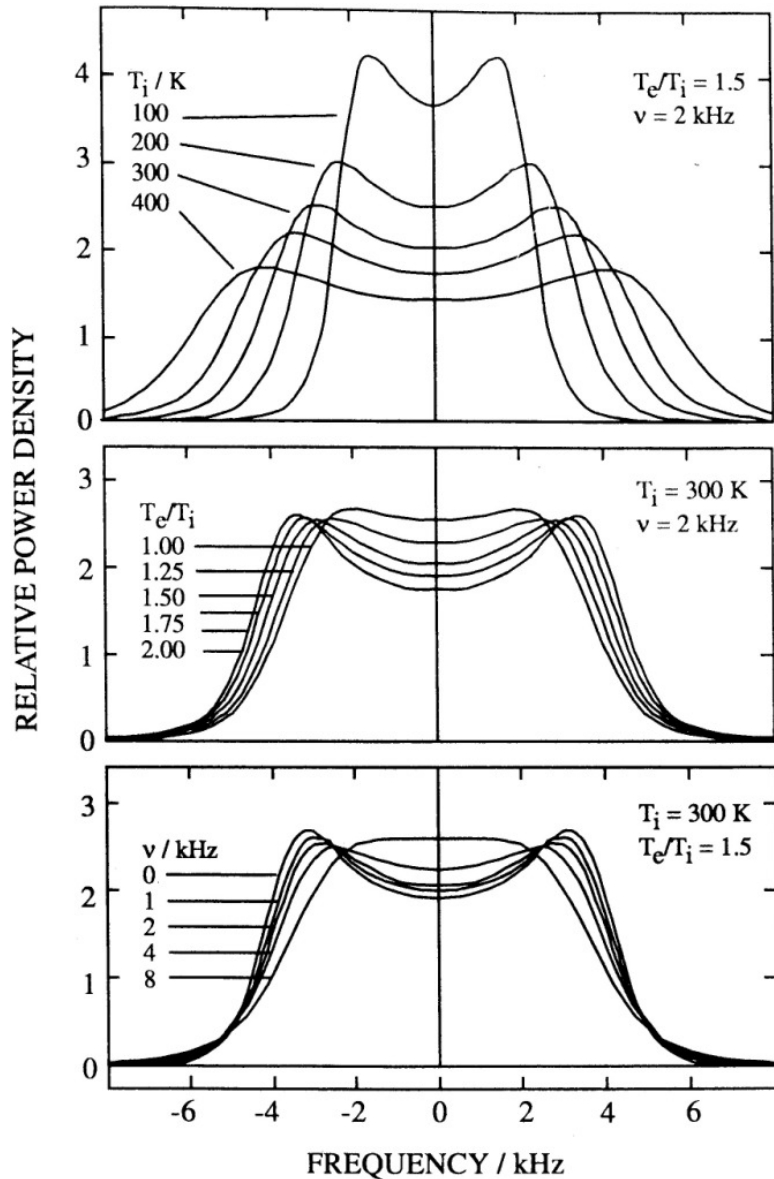 RELATIVE POWER DENSITY
4
3
2
1
0
T_i / K
100
200
300
400
T_e/T_i = 1.5
ν = 2 kHz
3
2
1
0
T_e/T_i
1.00
1.25
1.50
1.75
2.00
T_i = 300 K
ν = 2 kHz
3
2
1
0
ν / kHz
0
1
2
4
8
T_i = 300 K
T_e/T_i = 1.5
-6 -4 -2 0 2 4 6
FREQUENCY / kHz